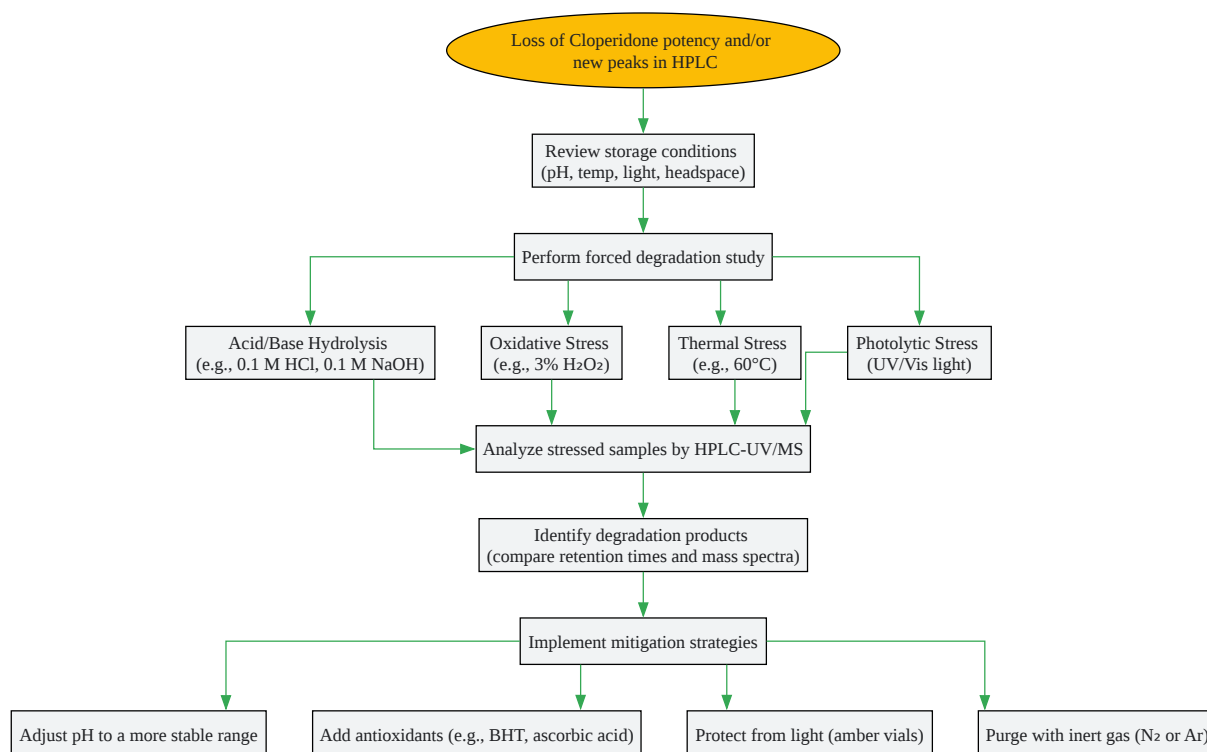 Loss of Cloperidone potency and/or
new peaks in HPLC
Review storage conditions
(pH, temp, light, headspace)
Perform forced degradation study
Acid/Base Hydrolysis
(e.g., 0.1 M HCl, 0.1 M NaOH)
Oxidative Stress
(e.g., 3% H₂O₂)
Thermal Stress
(e.g., 60°C)
Photolytic Stress
(UV/Vis light)
Analyze stressed samples by HPLC-UV/MS
Identify degradation products
(compare retention times and mass spectra)
Implement mitigation strategies
Adjust pH to a more stable range
Add antioxidants (e.g., BHT, ascorbic acid)
Protect from light (amber vials)
Purge with inert gas (N₂ or Ar)